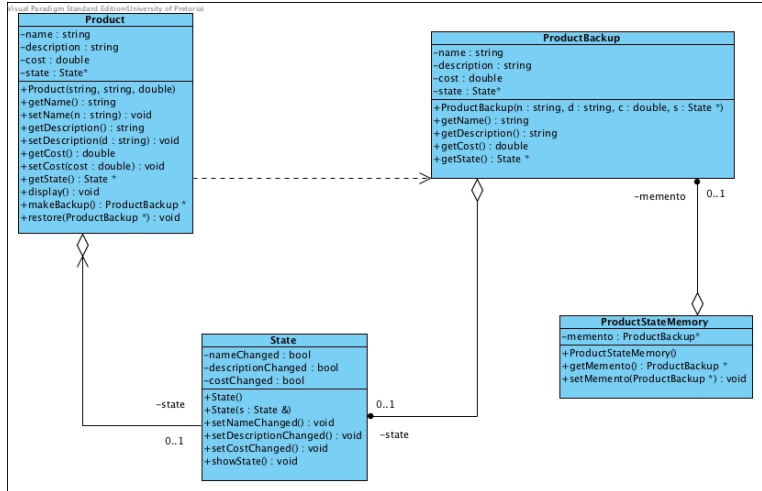 Visual Paradigm Standard Edition(University of Pretoria)
Product
-name : string
-description : string
-cost : double
-state : State*
+Product(string, string, double)
+getName() : string
+setName(n : string) : void
+getDescription() : string
+setDescription(d : string) : void
+getCost() : double
+setCost(cost : double) : void
+getState() : State *
+display() : void
+makeBackup() : ProductBackup *
+restore(ProductBackup *) : void
ProductBackup
-name : string
-description : string
-cost : double
-state : State*
+ProductBackup(n : string, d : string, c : double, s : State *)
+getName() : string
+getDescription() : string
+getCost() : double
+getState() : State *
-memento
0..1
ProductStateMemory
-memento : ProductBackup*
+ProductStateMemory()
+getMemento() : ProductBackup *
+setMemento(ProductBackup *) : void
State
-nameChanged : bool
-descriptionChanged : bool
-costChanged : bool
+State()
+State(s : State &)
+setNameChanged() : void
+setDescriptionChanged() : void
+setCostChanged() : void
+showState() : void
-state
0..1
0..1
-state